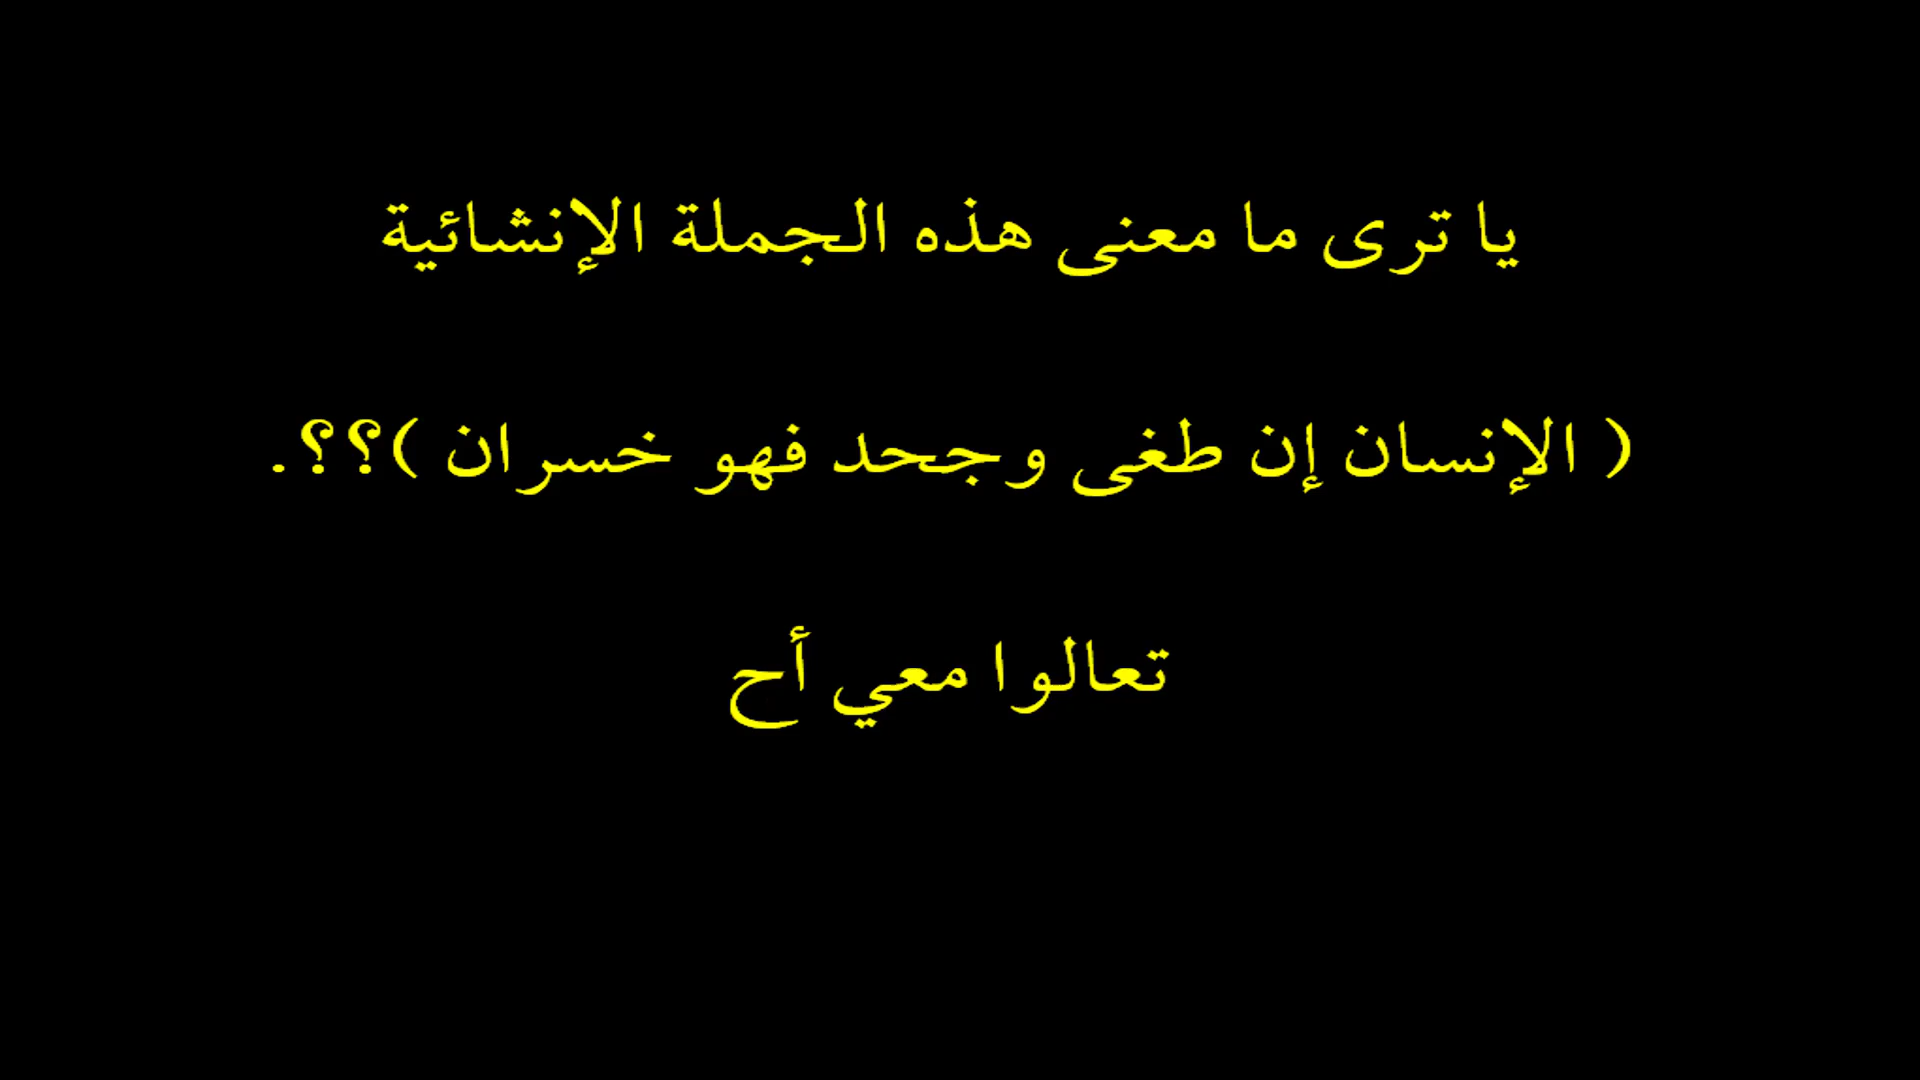 يا ترى ما معنى هذه الجملة الإنشائية
( الإنسان إن طغى وجحد فهو خسران )؟؟.
تعالوا معي أح